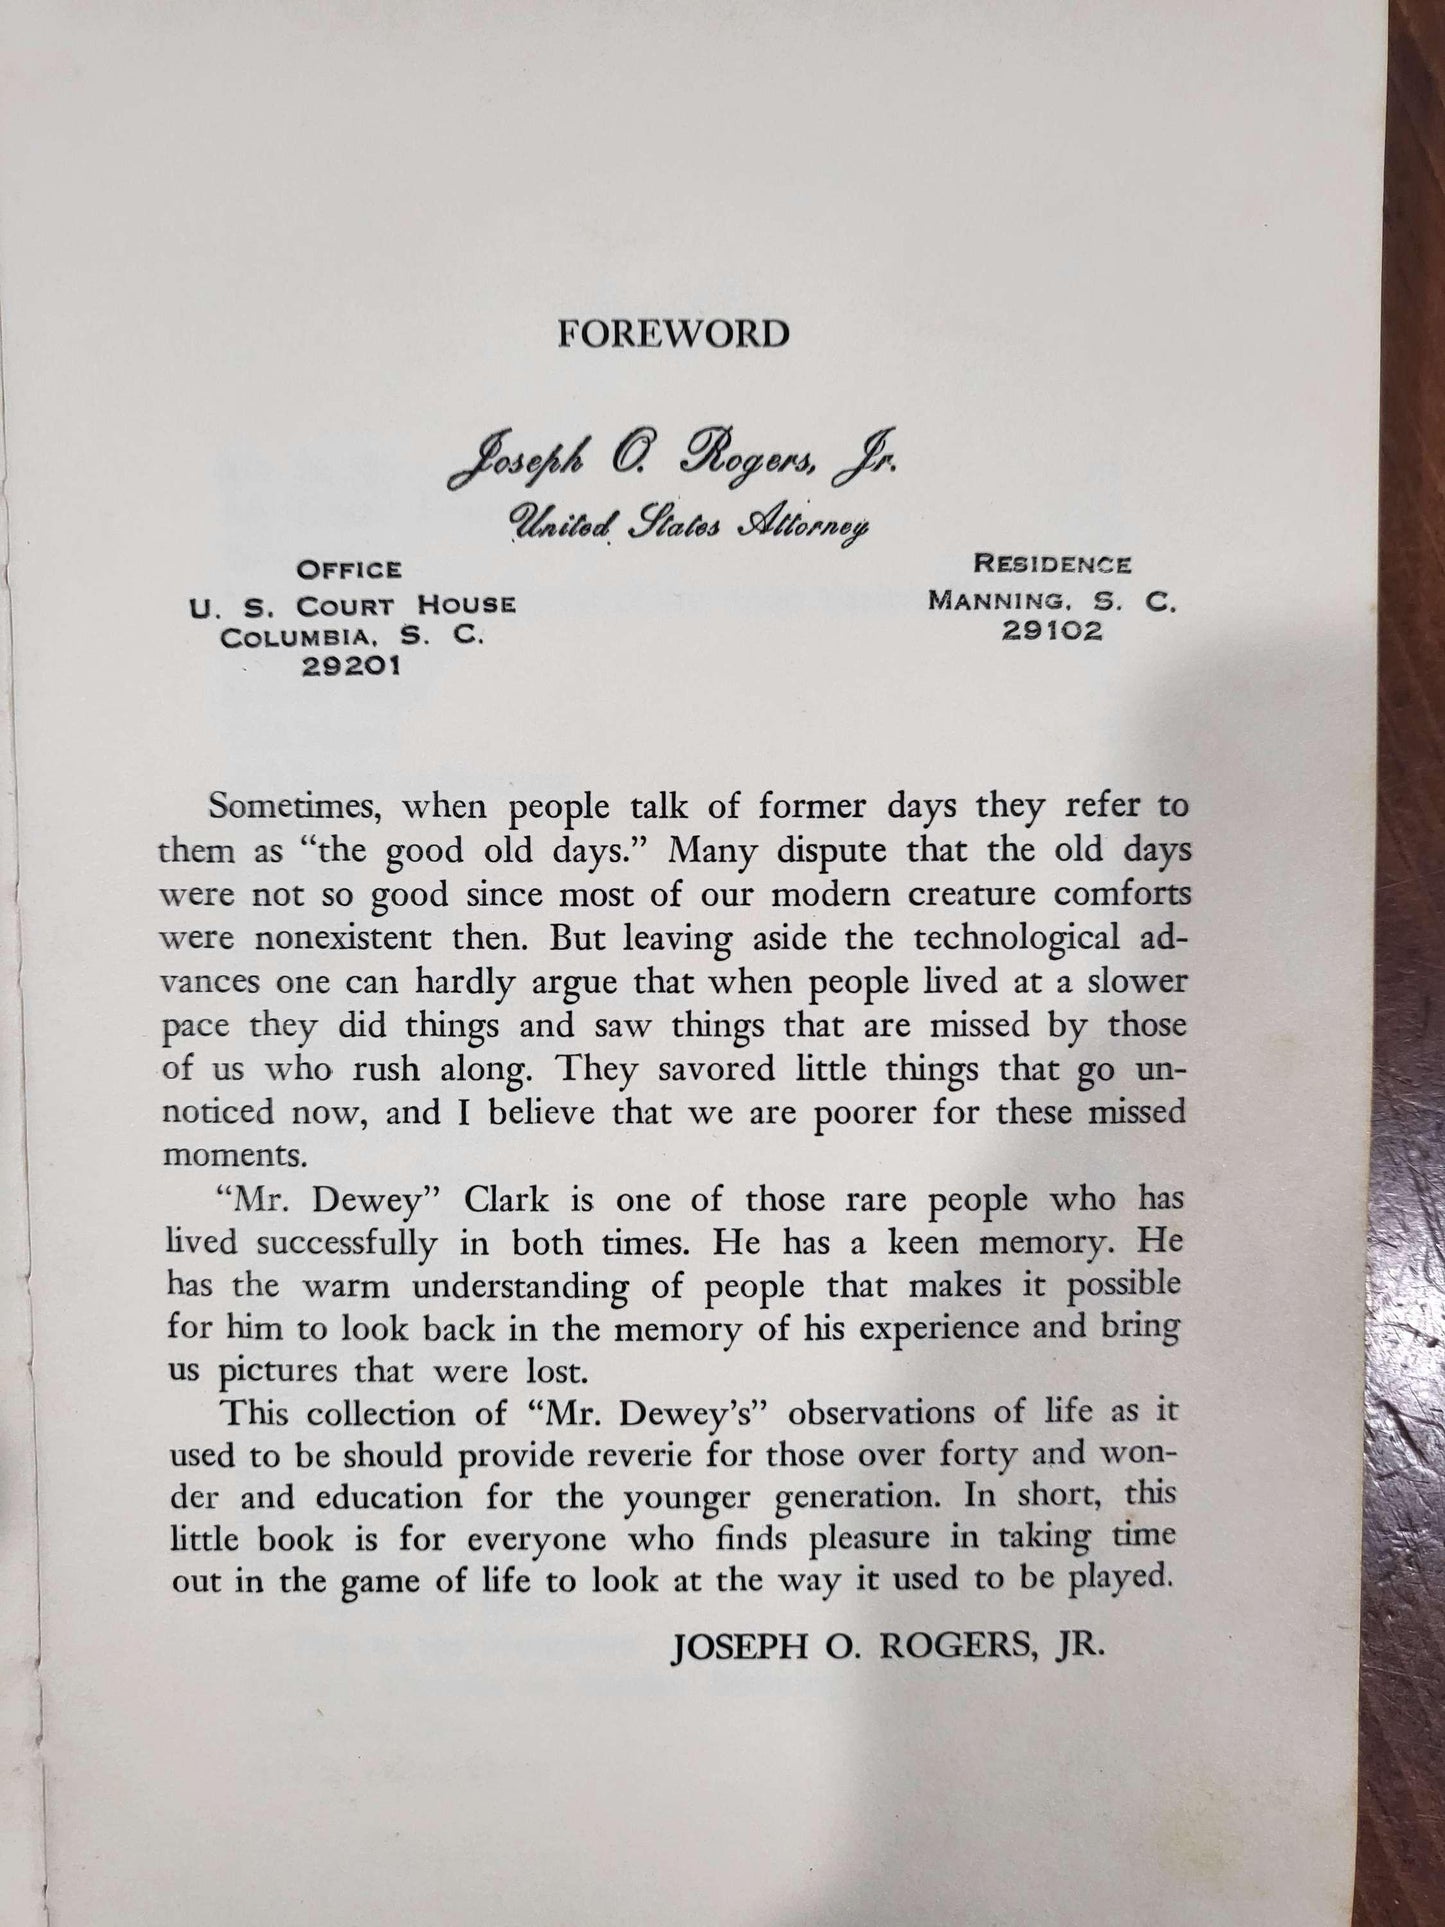 FOREWORD
Joseph O. Rogers, Jr.
United States Attorney
OFFICE
U. S. COURT HOUSE
COLUMBIA, S. C.
29201
RESIDENCE
MANNING, S. C.
29102
Sometimes, when people talk of former days they refer to
them as “the good old days.” Many dispute that the old days
were not so good since most of our modern creature comforts
were nonexistent then. But leaving aside the technological ad-
vances one can hardly argue that when people lived at a slower
pace they did things and saw things that are missed by those
of us who rush along. They savored little things that go un-
noticed now, and I believe that we are poorer for these missed
moments.
“Mr. Dewey” Clark is one of those rare people who has
lived successfully in both times. He has a keen memory. He
has the warm understanding of people that makes it possible
for him to look back in the memory of his experience and bring
us pictures that were lost.
This collection of “Mr. Dewey’s” observations of life as it
used to be should provide reverie for those over forty and won-
der and education for the younger generation. In short, this
little book is for everyone who finds pleasure in taking time
out in the game of life to look at the way it used to be played.
JOSEPH O. ROGERS, JR.